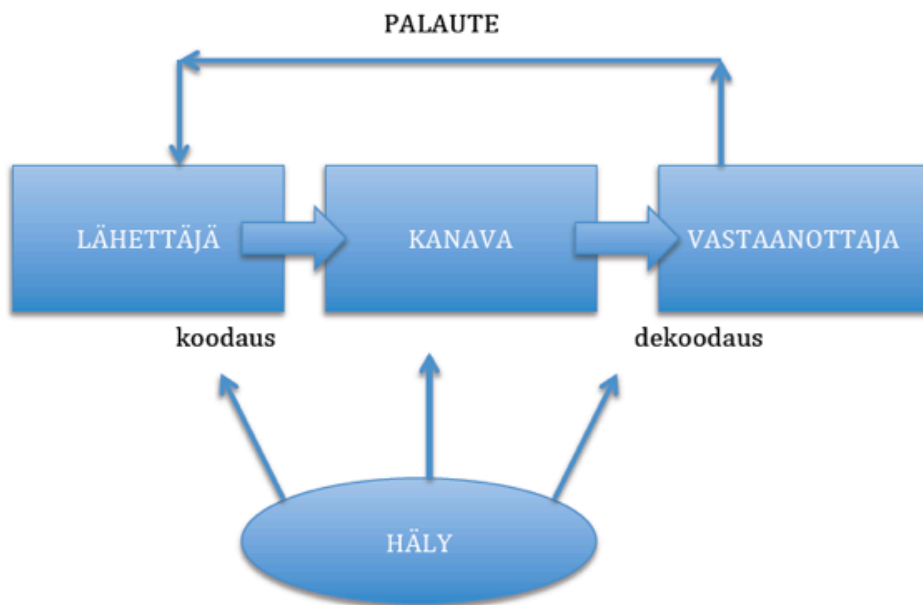 PALAUTE
LÄHETTÄJÄ
KANAVA
VASTAANOTTAJA
koodaus
dekoodaus
HÄLY